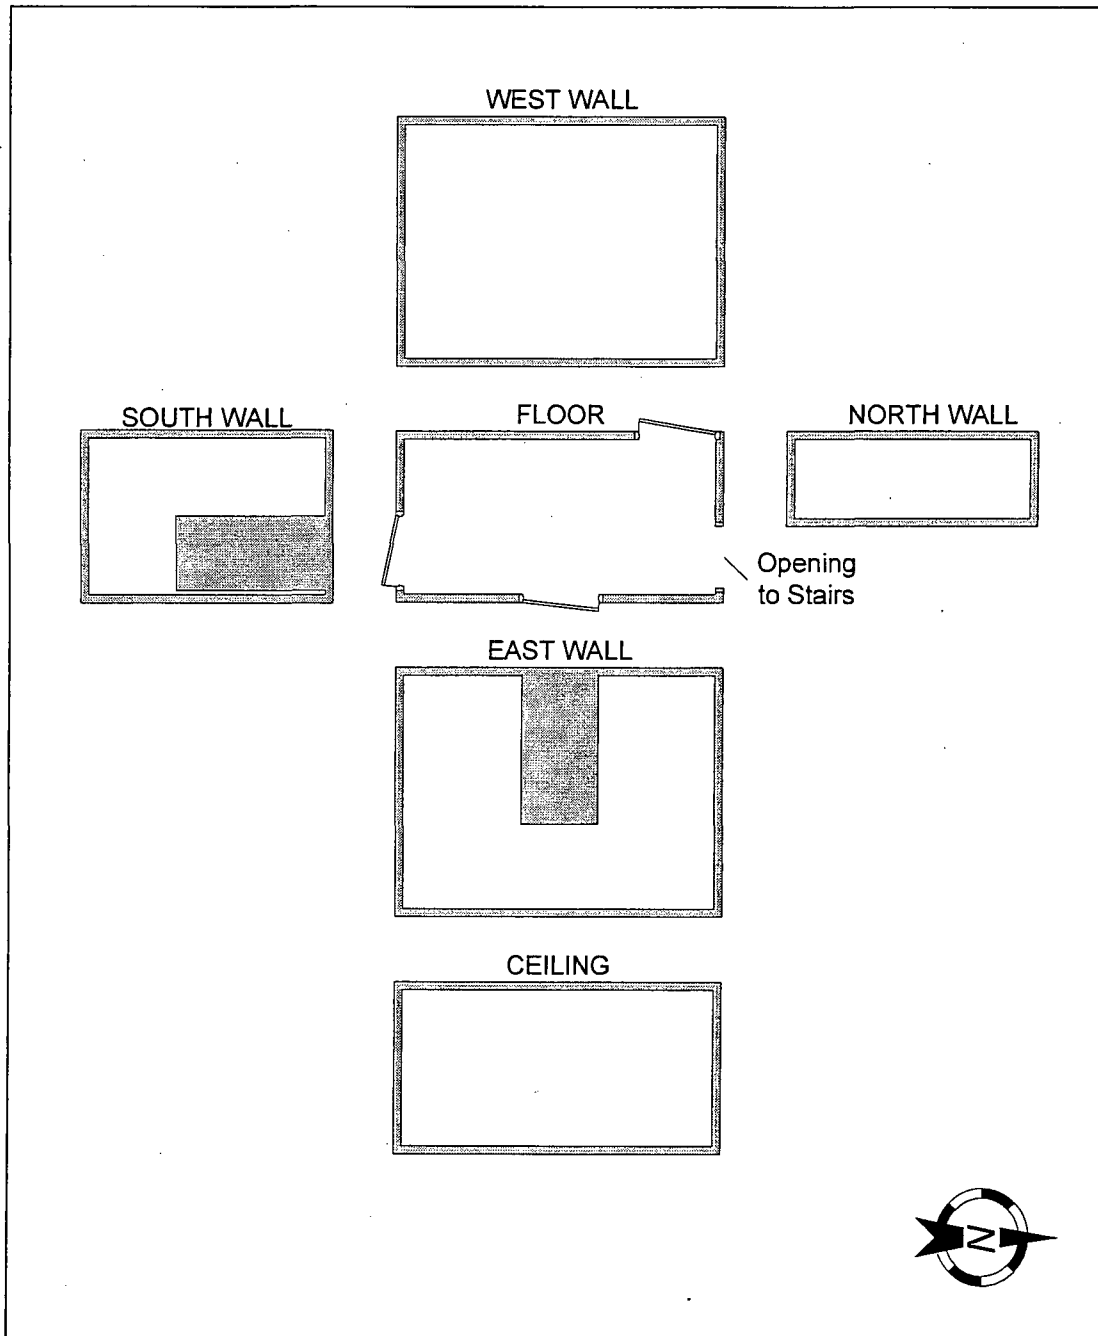 WEST WALL
SOUTH WALL
FLOOR
NORTH WALL
Opening
to Stairs
EAST WALL
CEILING
N